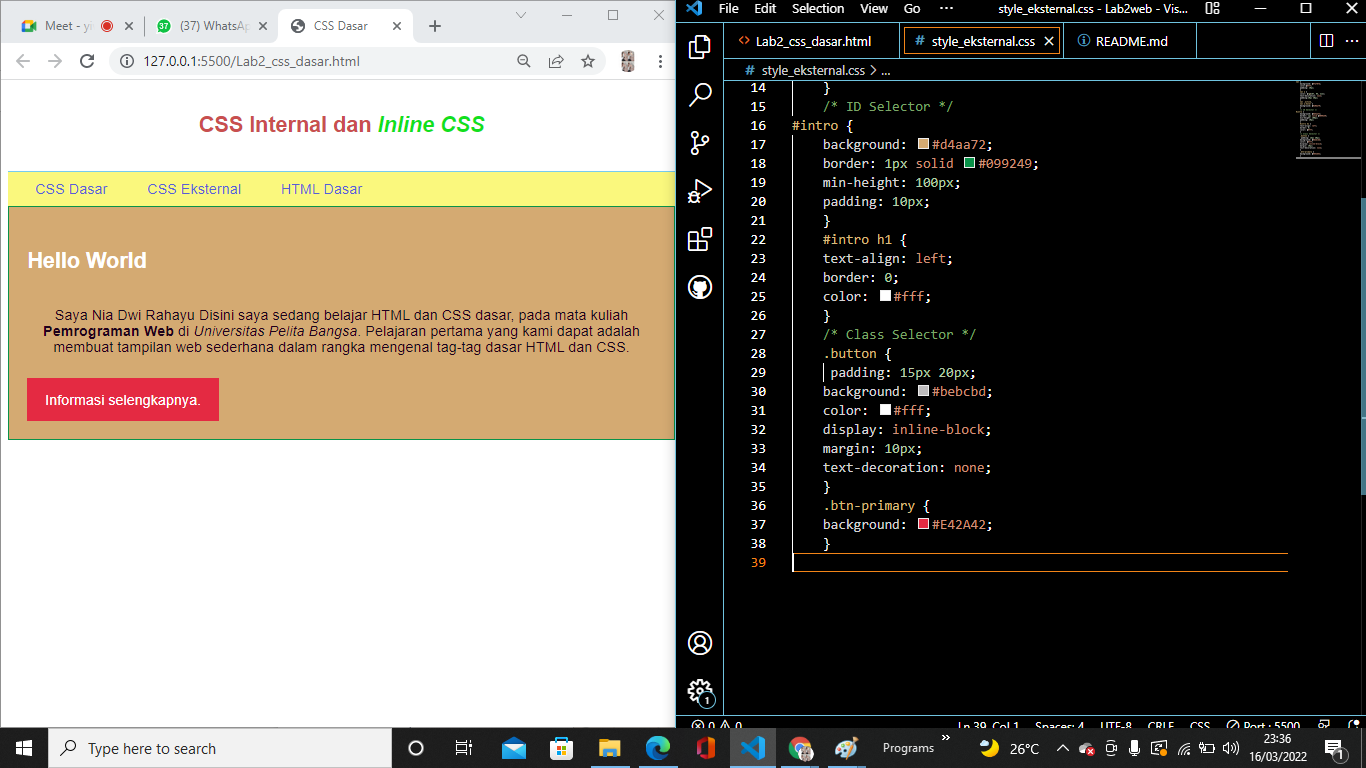 Meet - yi
(37) WhatsAp
CSS Dasar
127.0.0.1:5500/Lab2_css_dasar.html
CSS Internal dan Inline CSS
CSS Dasar CSS Eksternal HTML Dasar
Hello World
Saya Nia Dwi Rahayu Disini saya sedang belajar HTML dan CSS dasar, pada mata kuliah
Pemrograman Web di Universitas Pelita Bangsa. Pelajaran pertama yang kami dapat adalah
membuat tampilan web sederhana dalam rangka mengenal tag-tag dasar HTML dan CSS.
Informasi selengkapnya.
File Edit Selection View Go ··· style_eksternal.css - Lab2web - Vis...
Lab2_css_dasar.html # style_eksternal.css README.md
# style_eksternal.css > ...
14 }
15 /* ID Selector */
16 #intro {
17 background: #d4aa72;
18 border: 1px solid #099249;
19 min-height: 100px;
20 padding: 10px;
21 }
22 #intro h1 {
23 text-align: left;
24 border: 0;
25 color: #fff;
26 }
27 /* Class Selector */
28 .button {
29 padding: 15px 20px;
30 background: #bebcbd;
31 color: #fff;
32 display: inline-block;
33 margin: 10px;
34 text-decoration: none;
35 }
36 .btn-primary {
37 background: #E42A42;
38 }
39
1
0 0 Ln 39, Col 1 Spaces: 4 UTF-8 CRLF CSS Port : 5500
Type here to search
Programs » 26°C
23:36
16/03/2022
1